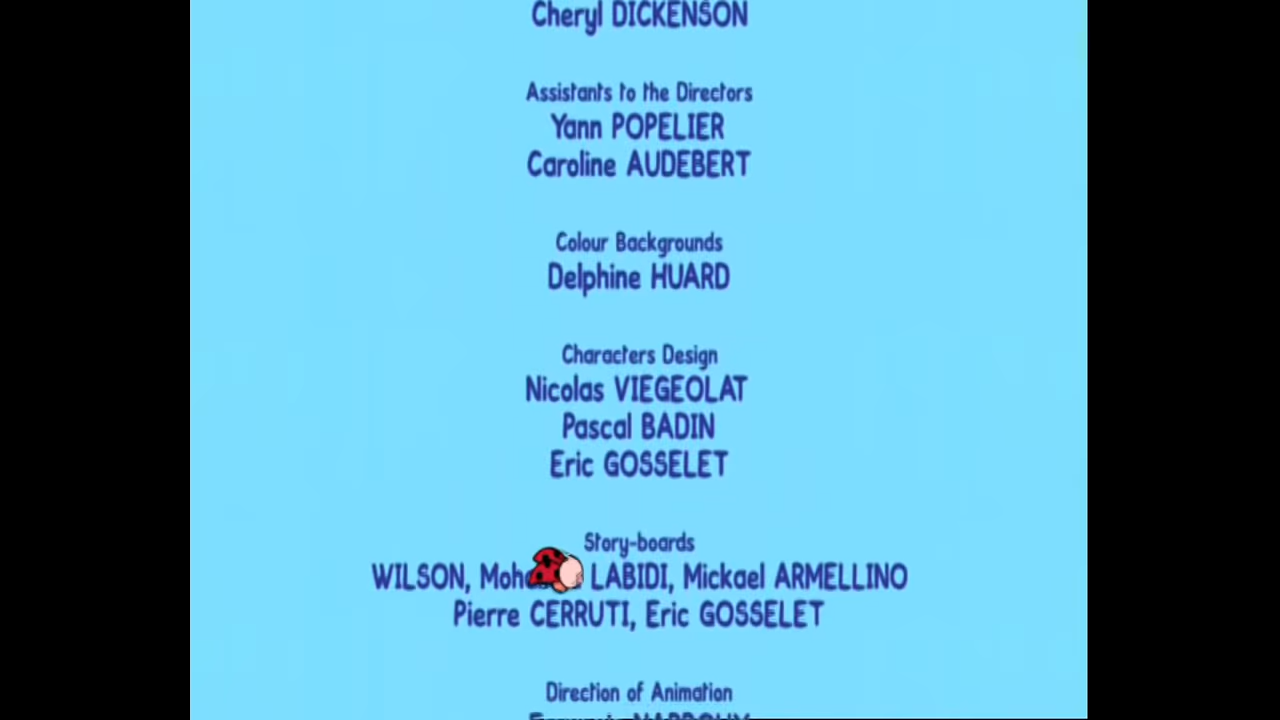 Cheryl DICKENSON
Assistants to the Directors
Yann POPELIER
Caroline AUDEBERT
Colour Backgrounds
Delphine HUARD
Characters Design
Nicolas VIEGEOLAT
Pascal BADIN
Eric GOSSELET
Story-boards
WILSON, LABIDI, Mickael ARMELLINO
Pierre CERRUTI, Eric GOSSELET
Direction of Animation